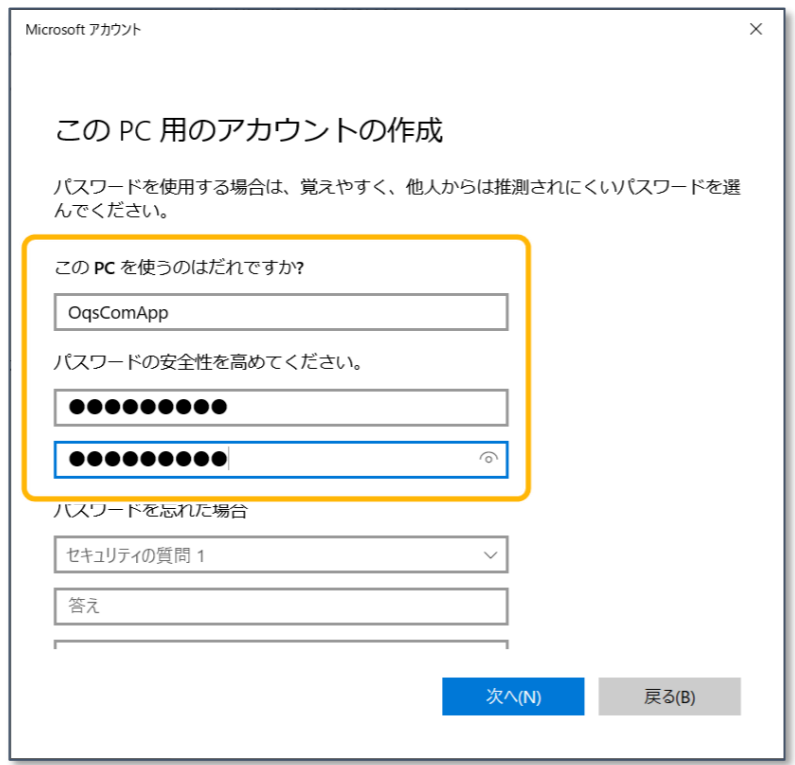 Microsoft アカウント
この PC 用のアカウントの作成
パスワードを使用する場合は、覚えやすく、他人からは推測されにくいパスワードを選
んでください。
この PC を使うのはだれですか?
OqsComApp
パスワードの安全性を高めてください。
●●●●●●●●●
●●●●●●●●●
パスワードを忘れた場合
セキュリティの質問 1
答え
次へ(N)
戻る(B)